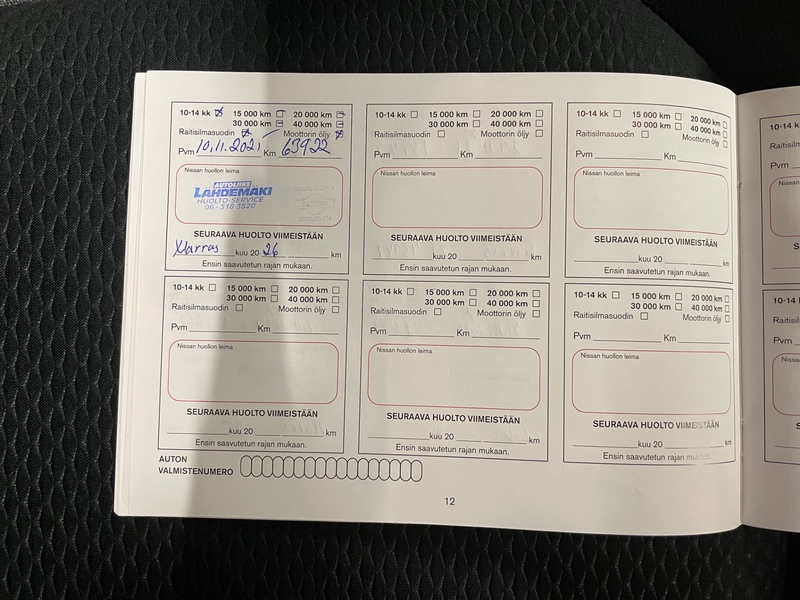 10-14 kk 15 000 km 20 000 km
30 000 km 40 000 km
Raitisilmasuodin Moottorin öljy
Pvm 10.11.2021 Km 63922
Nissan huollon leima
AUTOLIIKE
LAHDEMÄKI
HUOLTO-SERVICE
06-318 3520
SEURAAVA HUOLTO VIIMEISTÄÄN
Marras kuu 20 26 km
Ensin saavutetun rajan mukaan.
10-14 kk 15 000 km 20 000 km
30 000 km 40 000 km
Raitisilmasuodin Moottorin öljy
Pvm Km
Nissan huollon leima
SEURAAVA HUOLTO VIIMEISTÄÄN
kuu 20 km
Ensin saavutetun rajan mukaan.
10-14 kk 15 000 km 20 000 km
30 000 km 40 000 km
Raitisilmasuodin Moottorin öljy
Pvm Km
Nissan huollon leima
SEURAAVA HUOLTO VIIMEISTÄÄN
kuu 20 km
Ensin saavutetun rajan mukaan.
10-14 kk 15 000 km 20 000 km
30 000 km 40 000 km
Raitisilmasuodin Moottorin öljy
Pvm Km
Nissan huollon leima
SEURAAVA HUOLTO VIIMEISTÄÄN
kuu 20 km
Ensin saavutetun rajan mukaan.
10-14 kk 15 000 km 20 000 km
30 000 km 40 000 km
Raitisilmasuodin Moottorin öljy
Pvm Km
Nissan huollon leima
SEURAAVA HUOLTO VIIMEISTÄÄN
kuu 20 km
Ensin saavutetun rajan mukaan.
10-14 kk 15 000 km 20 000 km
30 000 km 40 000 km
Raitisilmasuodin Moottorin öljy
Pvm Km
Nissan huollon leima
SEURAAVA HUOLTO VIIMEISTÄÄN
kuu 20 km
Ensin saavutetun rajan mukaan.
AUTON
VALMISTENUMERO
12